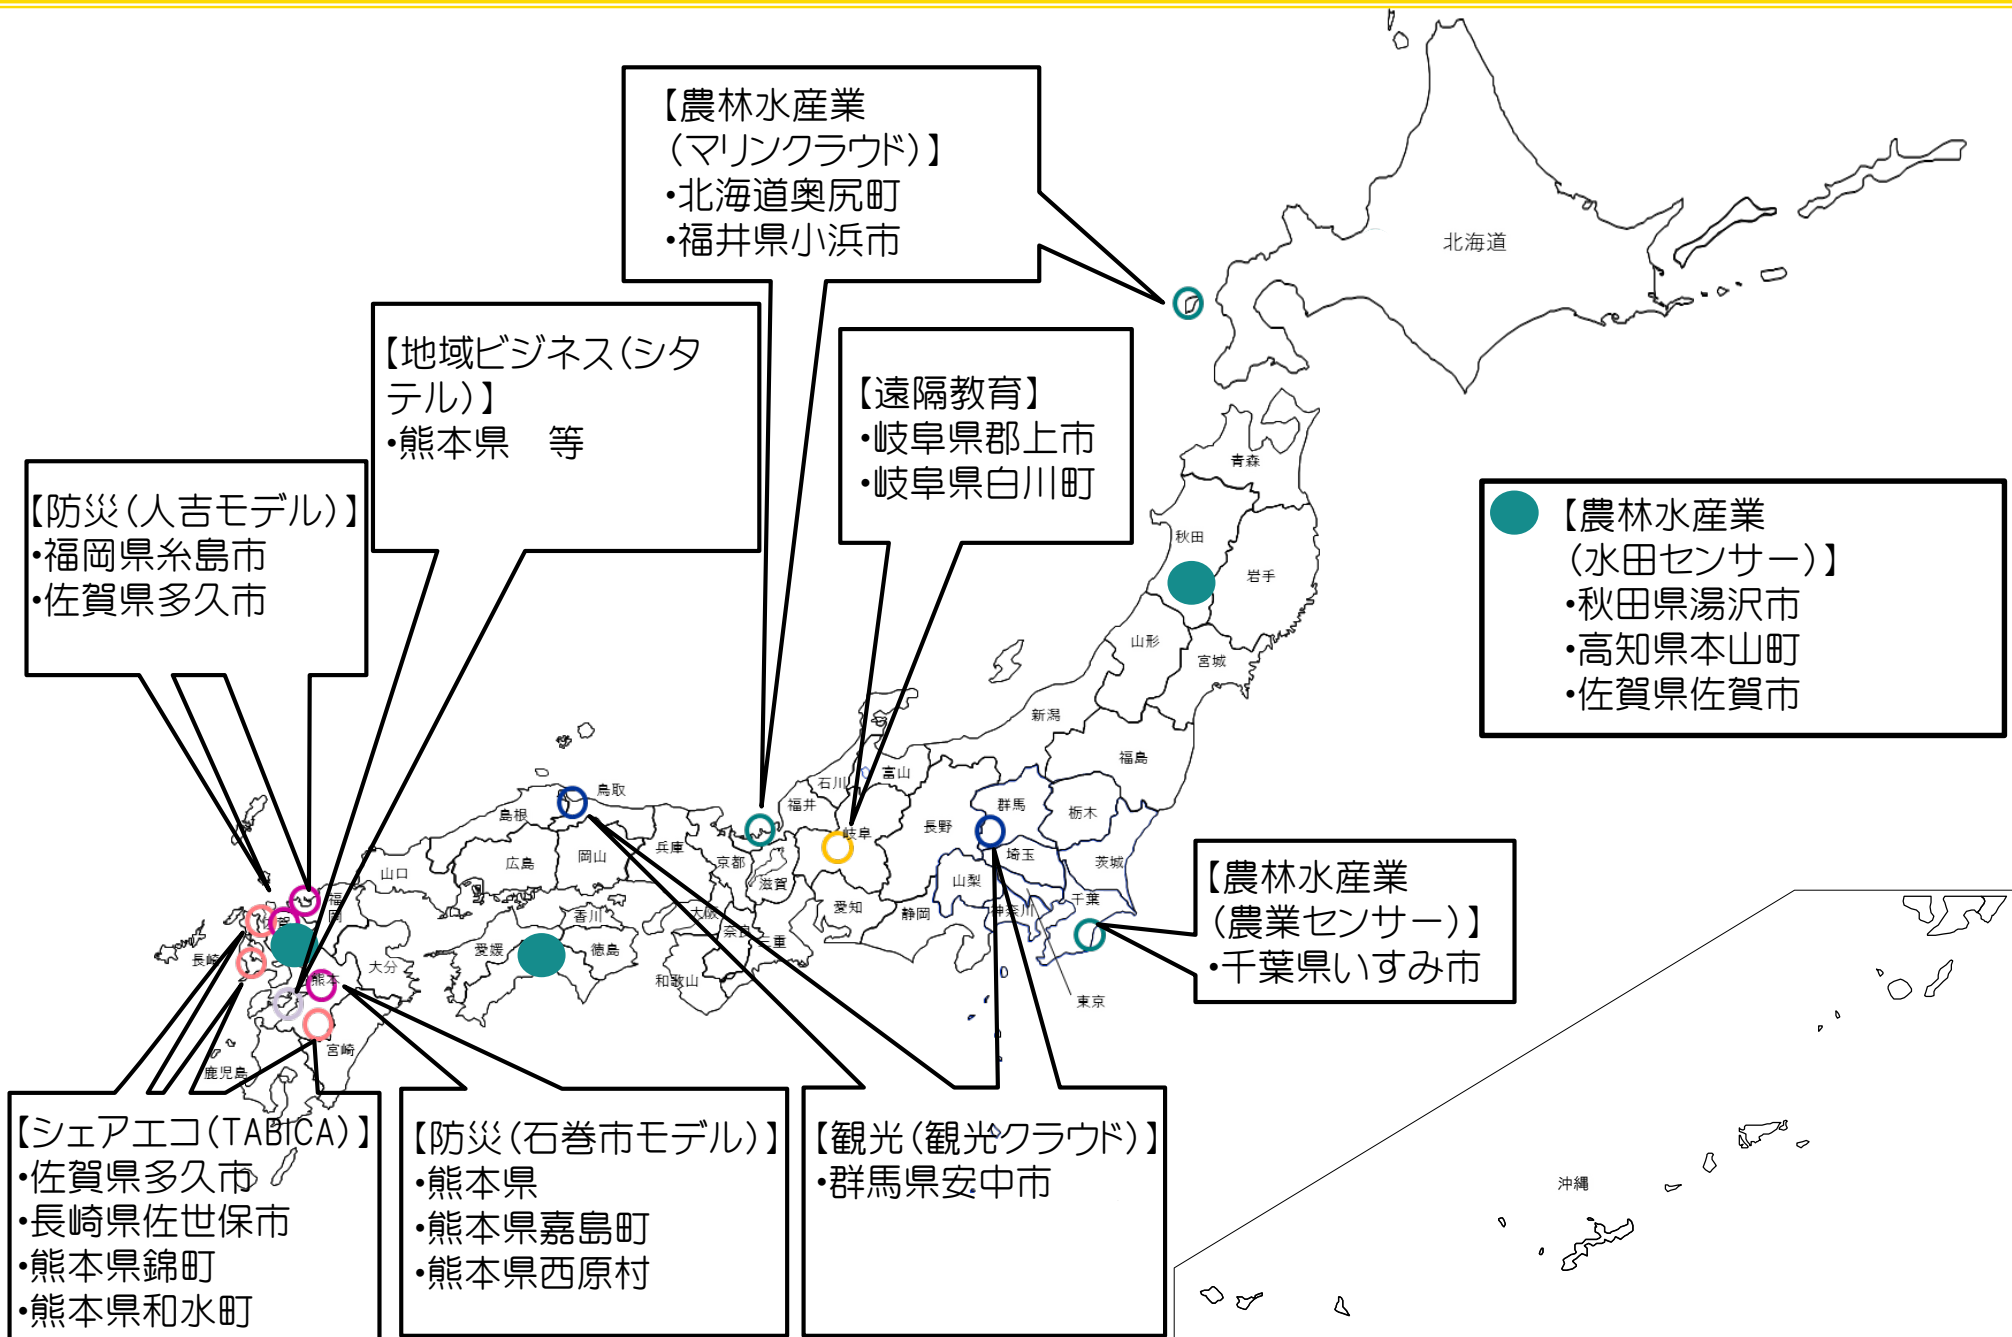 【農林水産業
（マリンクラウド）】
・北海道奥尻町
・福井県小浜市
【地域ビジネス（シタ
テル）】
・熊本県　等
【遠隔教育】
・岐阜県郡上市
・岐阜県白川町
【防災（人吉モデル）】
・福岡県糸島市
・佐賀県多久市
【農林水産業
（水田センサー）】
・秋田県湯沢市
・高知県本山町
・佐賀県佐賀市
【農林水産業
（農業センサー）】
・千葉県いすみ市
【シェアエコ（TABICA）】
・佐賀県多久市
・長崎県佐世保市
・熊本県錦町
・熊本県和水町
【防災（石巻市モデル）】
・熊本県
・熊本県嘉島町
・熊本県西原村
【観光（観光クラウド）】
・群馬県安中市
北海道
青森
秋田
岩手
山形
宮城
新潟
福島
富山
石川
福井
群馬
栃木
長野
岐阜
埼玉
茨城
山梨
千葉
神奈川
東京
静岡
愛知
滋賀
京都
三重
奈良
大阪
和歌山
兵庫
鳥取
島根
岡山
広島
山口
香川
徳島
愛媛
福岡
佐賀
長崎
大分
熊本
宮崎
鹿児島
沖縄